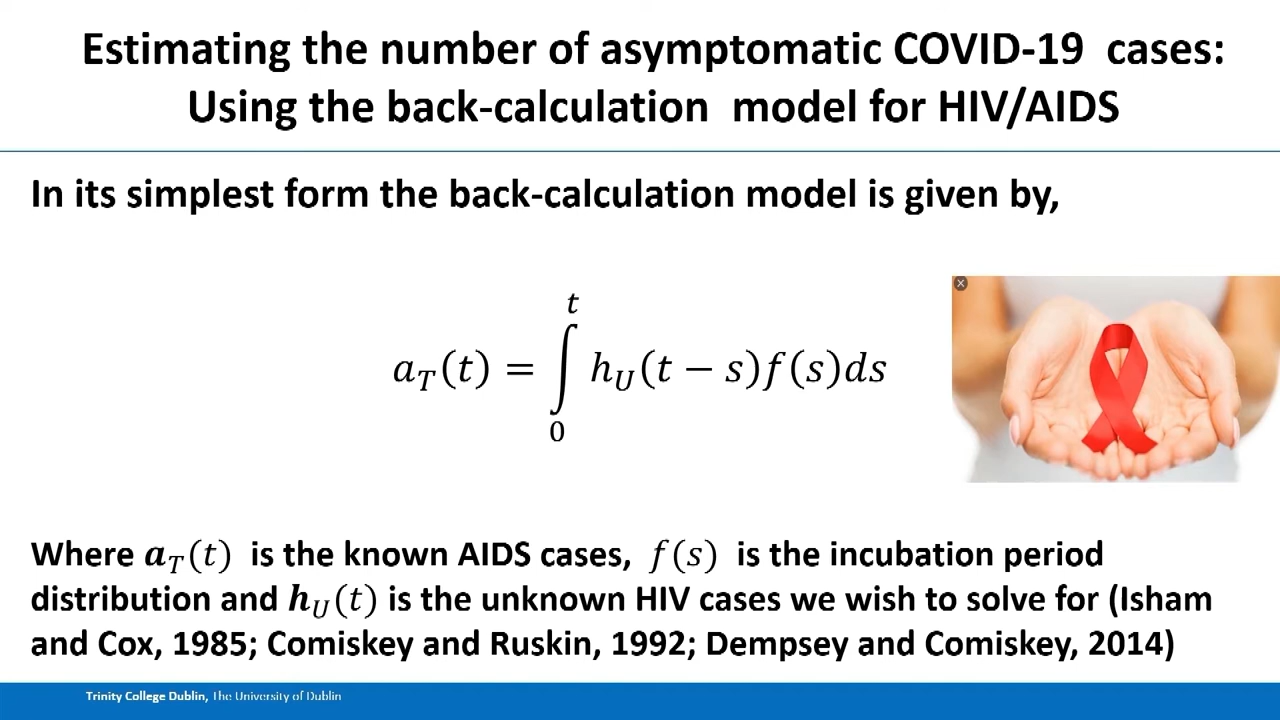 Estimating the number of asymptomatic COVID-19 cases:
Using the back-calculation model for HIV/AIDS
In its simplest form the back-calculation model is given by,
a_T(t) = ∫_0^t h_U(t − s)f(s)ds
Where a_T(t) is the known AIDS cases, f(s) is the incubation period
distribution and h_U(t) is the unknown HIV cases we wish to solve for (Isham
and Cox, 1985; Comiskey and Ruskin, 1992; Dempsey and Comiskey, 2014)
Trinity College Dublin, The University of Dublin